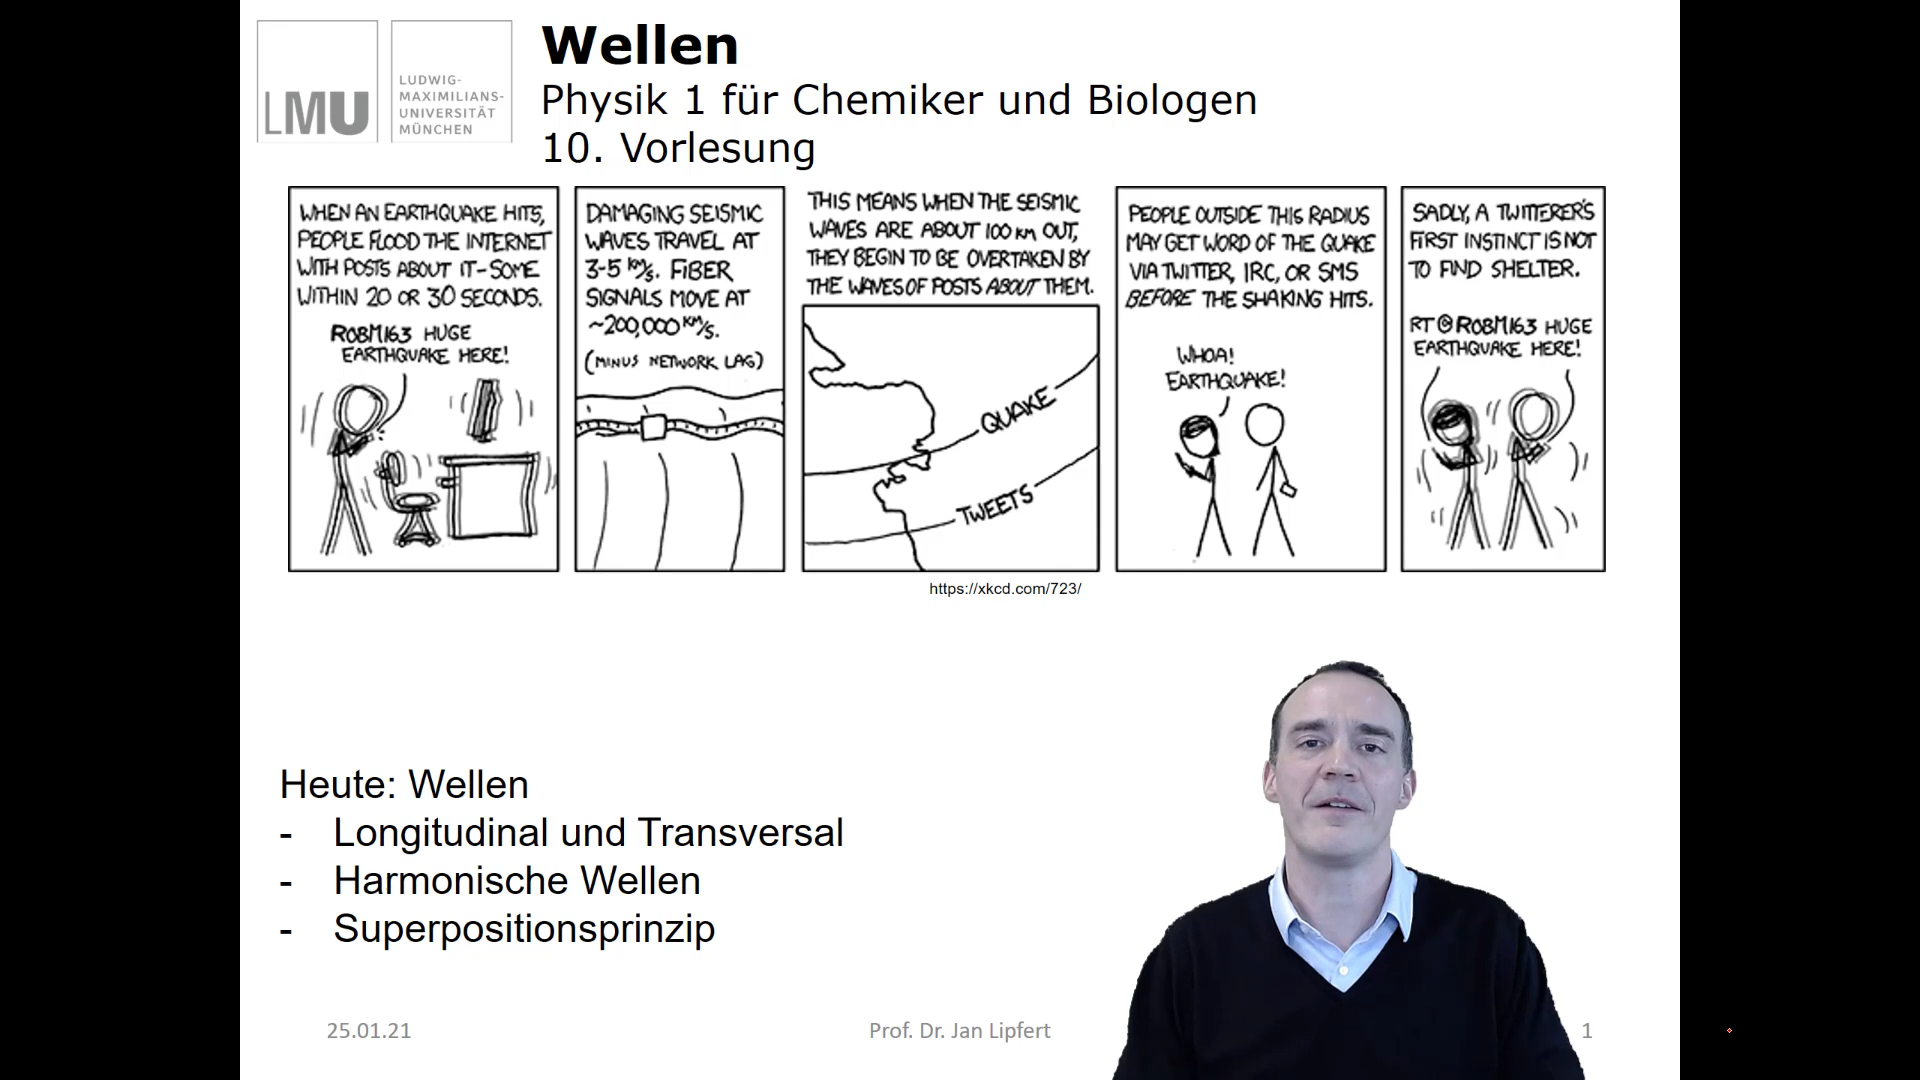 LMU
LUDWIG-
MAXIMILIANS-
UNIVERSITÄT
MÜNCHEN
Wellen
Physik 1 für Chemiker und Biologen
10. Vorlesung
WHEN AN EARTHQUAKE HITS,
PEOPLE FLOOD THE INTERNET
WITH POSTS ABOUT IT-SOME
WITHIN 20 OR 30 SECONDS.
ROBM163 HUGE
EARTHQUAKE HERE!
DAMAGING SEISMIC
WAVES TRAVEL AT
3-5 km/s. FIBER
SIGNALS MOVE AT
~200,000 km/s.
(MINUS NETWORK LAG)
THIS MEANS WHEN THE SEISMIC
WAVES ARE ABOUT 100 km OUT,
THEY BEGIN TO BE OVERTAKEN BY
THE WAVES OF POSTS ABOUT THEM.
QUAKE
TWEETS
PEOPLE OUTSIDE THIS RADIUS
MAY GET WORD OF THE QUAKE
VIA TWITTER, IRC, OR SMS
BEFORE THE SHAKING HITS.
WHOA!
EARTHQUAKE!
SADLY, A TWITTERER'S
FIRST INSTINCT IS NOT
TO FIND SHELTER.
RT @ROBM163 HUGE
EARTHQUAKE HERE!
https://xkcd.com/723/
Heute: Wellen
- Longitudinal und Transversal
- Harmonische Wellen
- Superpositionsprinzip
25.01.21
Prof. Dr. Jan Lipfert
1